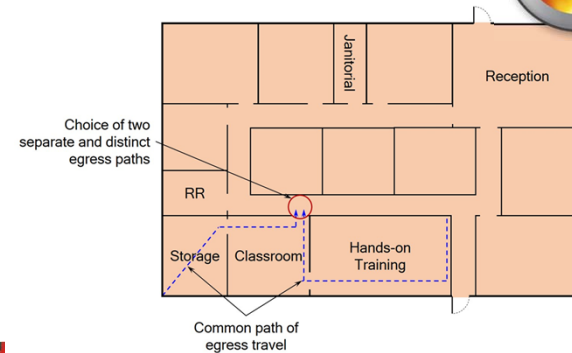 Janitorial
Reception
Choice of two
separate and distinct
egress paths
RR
Storage
Classroom
Hands-on
Training
Common path of
egress travel